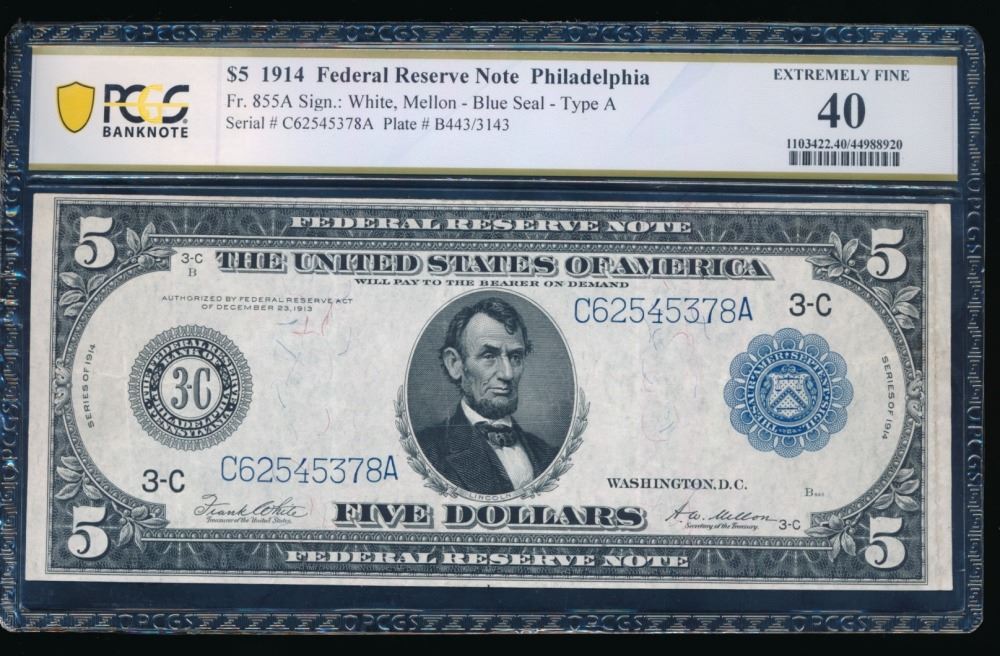 PCGS
BANKNOTE
$5 1914 Federal Reserve Note Philadelphia
Fr. 855A Sign.: White, Mellon - Blue Seal - Type A
Serial # C62545378A Plate # B443/3143
EXTREMELY FINE
40
1103422.40/44988920
5
FEDERAL RESERVE NOTE
5
3-C
B
THE UNITED STATES OF AMERICA
WILL PAY TO THE BEARER ON DEMAND
AUTHORIZED BY FEDERAL RESERVE ACT
OF DECEMBER 23, 1913
C62545378A
3-C
SERIES OF 1914
3-C
SERIES OF 1914
3-C
C62545378A
LINCOLN
WASHINGTON, D.C.
Frank White
Treasurer of the United States.
FIVE DOLLARS
A.W. Mellon
Secretary of the Treasury.
3-C
5
FEDERAL RESERVE NOTE
5